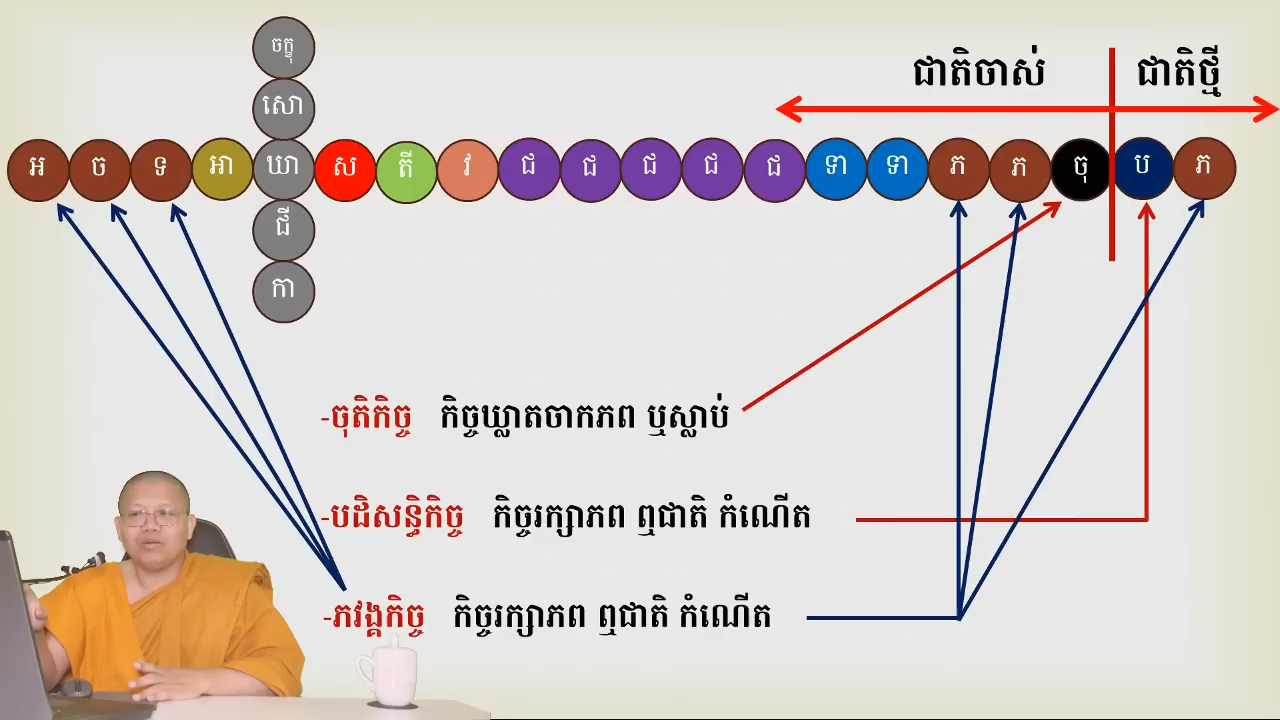 ចក្ខុ
សោ
ជាតិចាស់ ជាតិថ្មី
អ ច ទ អា ឃា ស តី វ ជ ជ ជ ជ ជ ទា ទា ភ ភ ចុ ប ភ
ជី
កា
-ចុតិកិច្ច កិច្ចឃ្លាតចាកភព ឬស្លាប់
-បដិសន្ធិកិច្ច កិច្ចរក្សាភព ឮជាតិ កំណើត
-ភវង្គកិច្ច កិច្ចរក្សាភព ឮជាតិ កំណើត